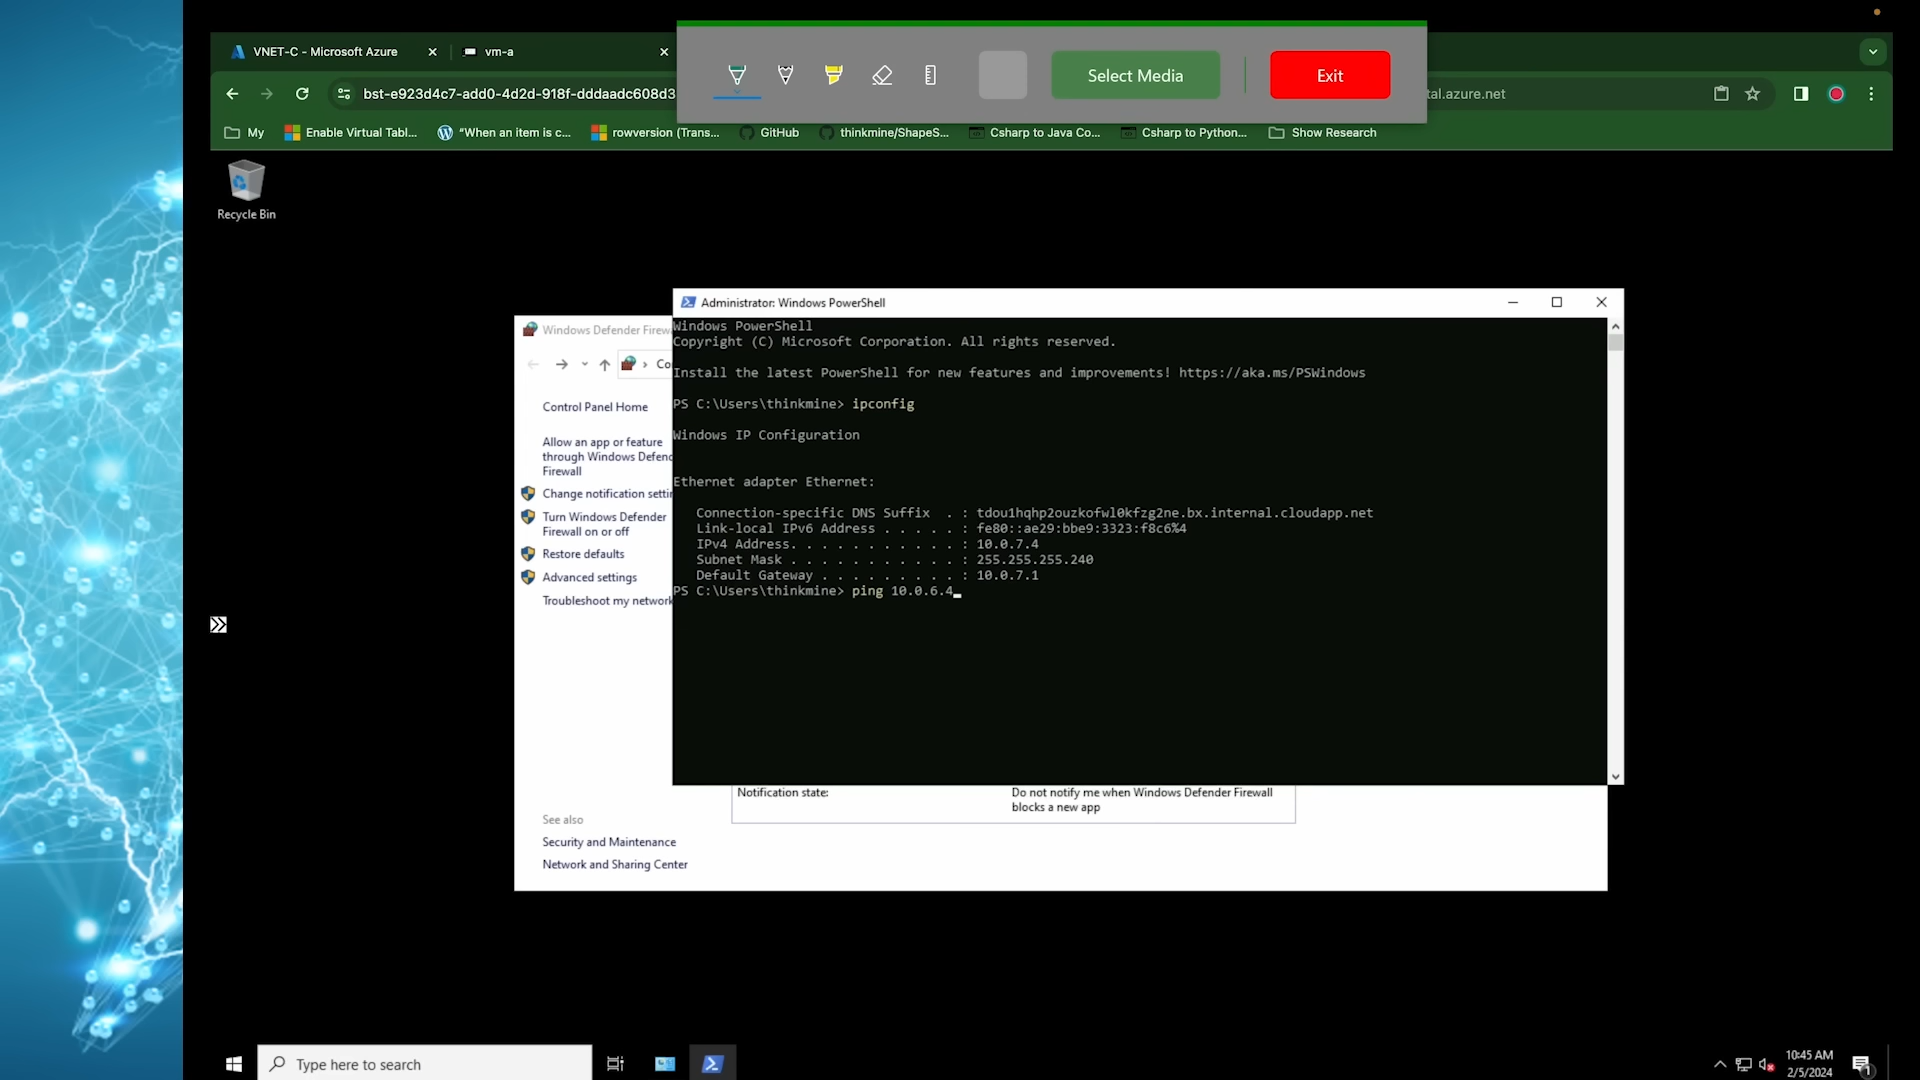 VNET-C - Microsoft Azure
vm-a
Select Media
Exit
bst-e923d4c7-add0-4d2d-918f-dddaadc608d3
tal.azure.net
My
Enable Virtual Tabl...
"When an item is c...
rowversion (Trans...
GitHub
thinkmine/ShapeS...
Csharp to Java Co...
Csharp to Python...
Show Research
Recycle Bin
Administrator: Windows PowerShell
Windows PowerShell
Copyright (C) Microsoft Corporation. All rights reserved.
Install the latest PowerShell for new features and improvements! https://aka.ms/PSWindows
PS C:\Users\thinkmine> ipconfig
Windows IP Configuration
Ethernet adapter Ethernet:
Connection-specific DNS Suffix . : tdou1hqhp2ouzkofwl0kfzg2ne.bx.internal.cloudapp.net
Link-local IPv6 Address . . . . . : fe80::ae29:bbe9:3323:f8c6%4
IPv4 Address. . . . . . . . . . . : 10.0.7.4
Subnet Mask . . . . . . . . . . . : 255.255.255.240
Default Gateway . . . . . . . . . : 10.0.7.1
PS C:\Users\thinkmine> ping 10.0.6.4_
Windows Defender Firew
Co
Control Panel Home
Allow an app or feature
through Windows Defend
Firewall
Change notification settin
Turn Windows Defender
Firewall on or off
Restore defaults
Advanced settings
Troubleshoot my network
Notification state:
Do not notify me when Windows Defender Firewall
blocks a new app
See also
Security and Maintenance
Network and Sharing Center
Type here to search
10:45 AM
2/5/2024
1